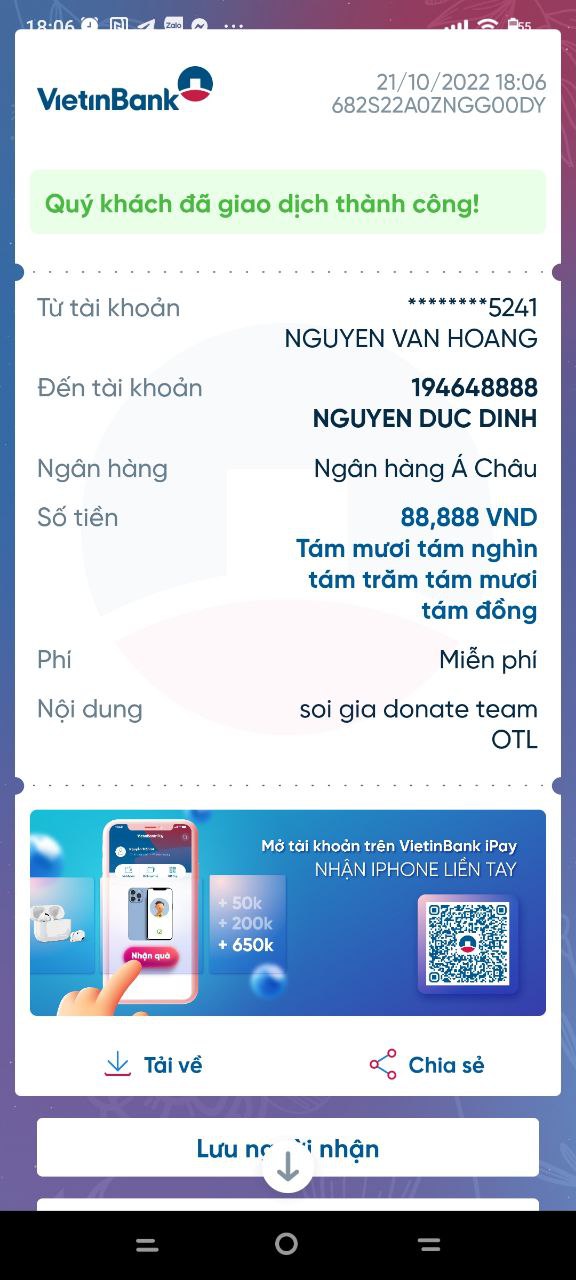 18:06
Zalo
55
VietinBank
21/10/2022 18:06
682S22A0ZNGG00DY
Quý khách đã giao dịch thành công!
Từ tài khoản
********5241
NGUYEN VAN HOANG
Đến tài khoản
194648888
NGUYEN DUC DINH
Ngân hàng
Ngân hàng Á Châu
Số tiền
88,888 VND
Tám mươi tám nghìn
tám trăm tám mươi
tám đồng
Phí
Miễn phí
Nội dung
soi gia donate team
OTL
Mở tài khoản trên VietinBank iPay
NHẬN IPHONE LIỀN TAY
+ 50k
+ 200k
+ 650k
Nhận quà
Tải về
Chia sẻ
Lưu người nhận